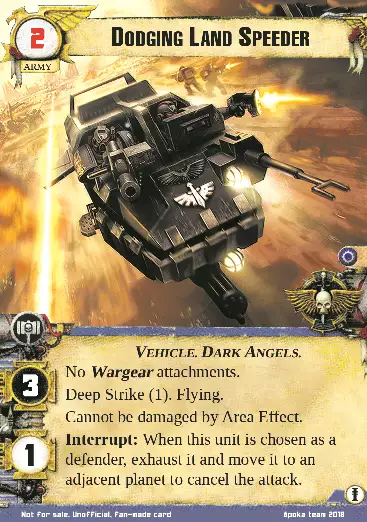 2
DODGING LAND SPEEDER
ARMY
VEHICLE. DARK ANGELS.
3
No Wargear attachments.
Deep Strike (1). Flying.
Cannot be damaged by Area Effect.
1
Interrupt: When this unit is chosen as a
defender, exhaust it and move it to an
adjacent planet to cancel the attack.
Not for sale. Unofficial. Fan-made card
Apoka team 2018